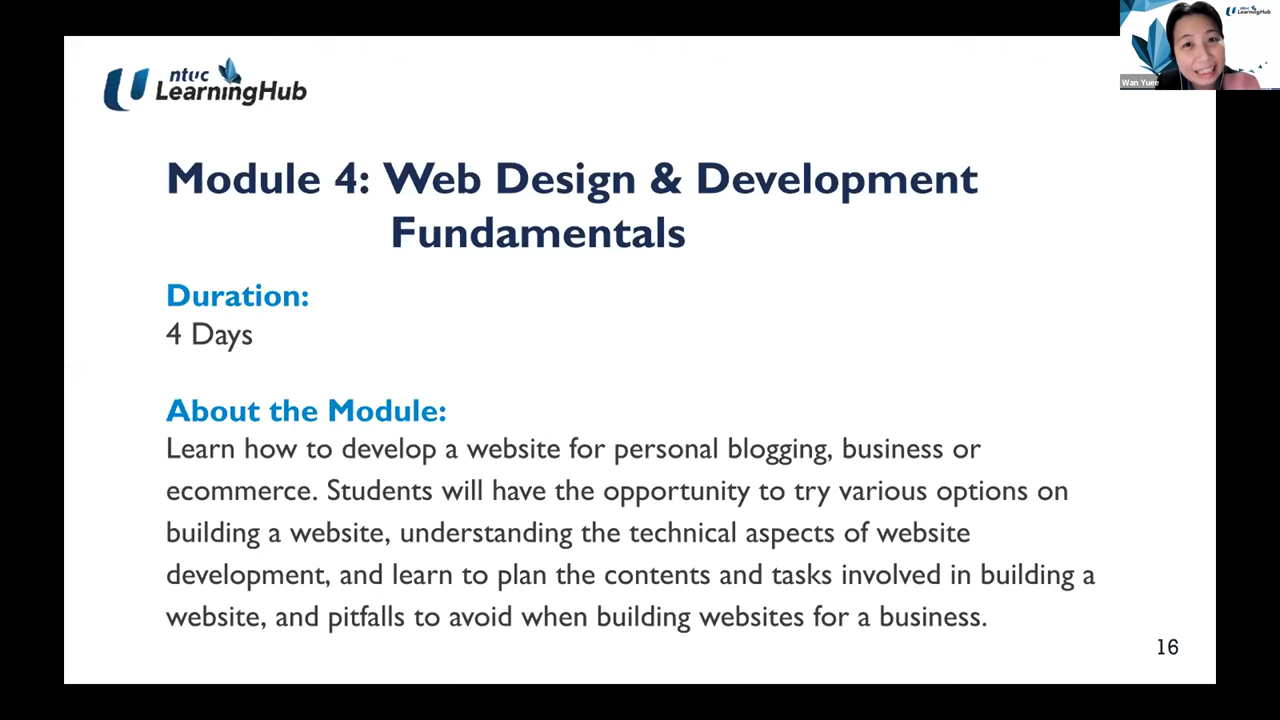 ntuc
LearningHub
LearningHub
Wan Yuee
Module 4: Web Design & Development
Fundamentals
Duration:
4 Days
About the Module:
Learn how to develop a website for personal blogging, business or
ecommerce. Students will have the opportunity to try various options on
building a website, understanding the technical aspects of website
development, and learn to plan the contents and tasks involved in building a
website, and pitfalls to avoid when building websites for a business.
16